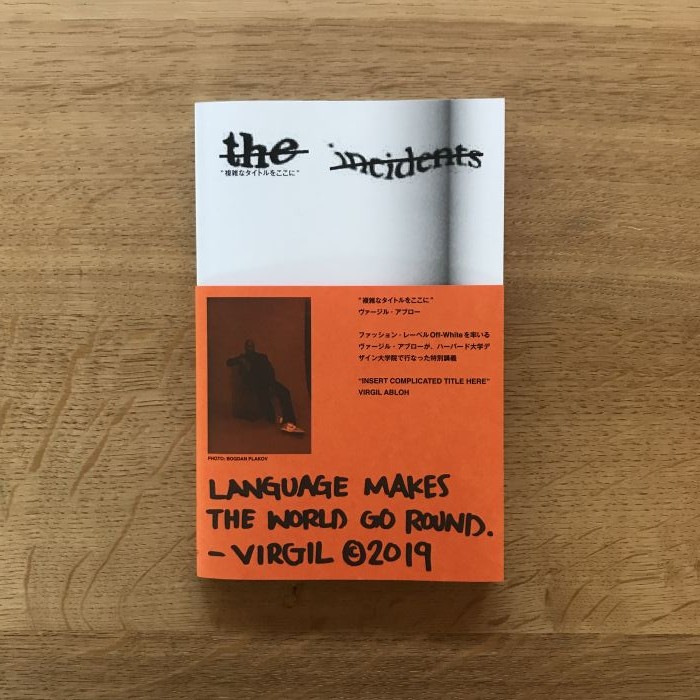 the incidents
"複雑なタイトルをここに"
"複雑なタイトルをここに"
ヴァージル・アブロー
ファッション・レーベルOff-Whiteを率いる
ヴァージル・アブローが、ハーバード大学デ
ザイン大学院で行なった特別講義
"INSERT COMPLICATED TITLE HERE"
VIRGIL ABLOH
PHOTO: BOGDAN PLAKOV
LANGUAGE MAKES
THE WORLD GO ROUND.
– VIRGIL ©2019